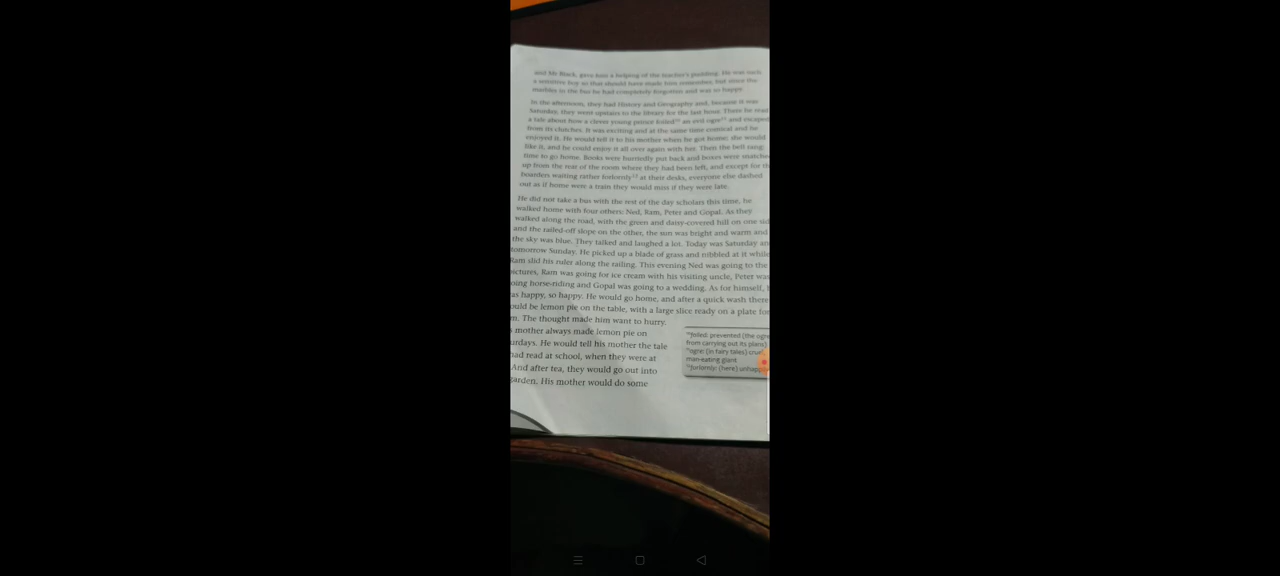 and Mr Black, gave him a helping of the teacher's pudding. He was such
a sensitive boy so that should have made him remember, but since the
marbles in the bus he had completely forgotten and was so happy.
In the afternoon, they had History and Geography and, because it was
Saturday, they went upstairs to the library for the last hour. There he read
a tale about how a clever young prince foiled an evil ogre and escaped
from its clutches. It was exciting and at the same time comical and he
enjoyed it. He would tell it to his mother when he got home; she would
like it, and he could enjoy it all over again with her. Then the bell rang:
time to go home. Books were hurriedly put back and boxes were snatche
up from the rear of the room where they had been left, and except for th
boarders waiting rather forlornly at their desks, everyone else dashed
out as if home were a train they would miss if they were late.
He did not take a bus with the rest of the day scholars this time, he
walked home with four others: Ned, Ram, Peter and Gopal. As they
walked along the road, with the green and daisy-covered hill on one sid
and the railed-off slope on the other, the sun was bright and warm and
the sky was blue. They talked and laughed a lot. Today was Saturday an
tomorrow Sunday. He picked up a blade of grass and nibbled at it while
Ram slid his ruler along the railing. This evening Ned was going to the
ictures, Ram was going for ice cream with his visiting uncle, Peter was
oing horse-riding and Gopal was going to a wedding. As for himself, h
as happy, so happy. He would go home, and after a quick wash there
ould be lemon pie on the table, with a large slice ready on a plate for
m. The thought made him want to hurry.
mother always made lemon pie on
urdays. He would tell his mother the tale
had read at school, when they were at
And after tea, they would go out into
garden. His mother would do some
foiled: prevented (the ogre
from carrying out its plans)
ogre: (in fairy tales) cruel,
man-eating giant
forlornly: (here) unhappily